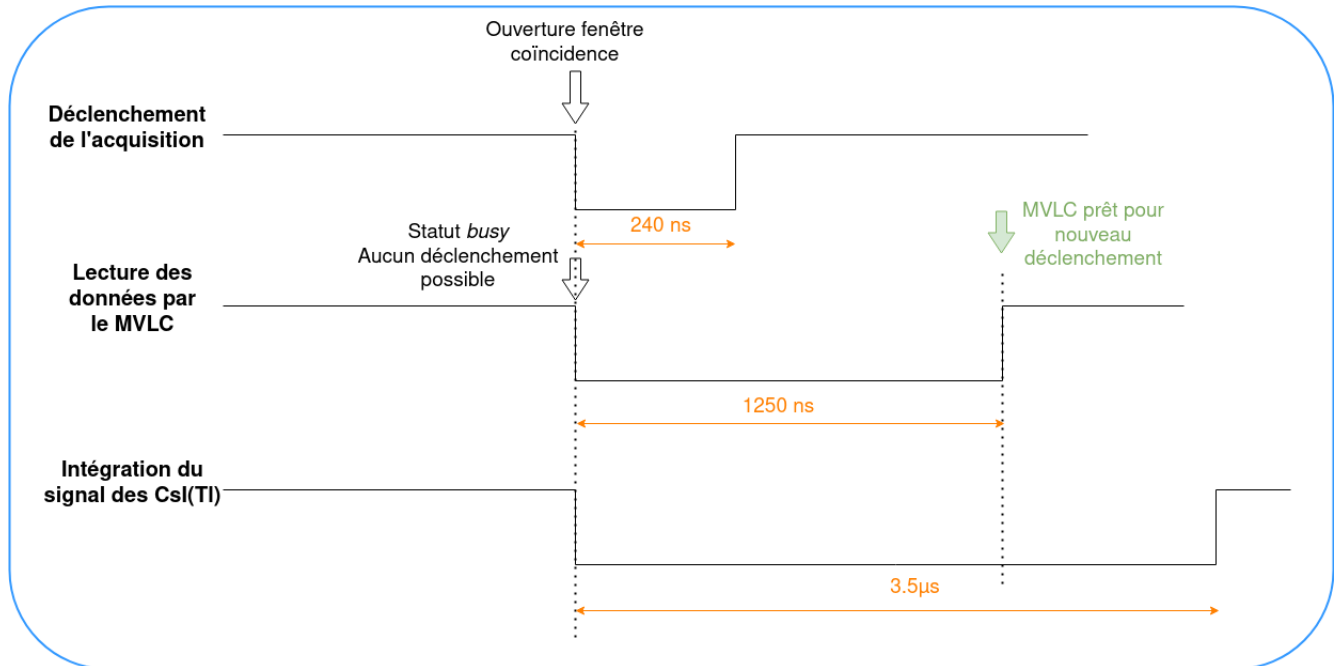 Ouverture fenêtre
coïncidence
Déclenchement
de l'acquisition
240 ns
Statut busy
Aucun déclenchement
possible
MVLC prêt pour
nouveau
déclenchement
Lecture des
données par
le MVLC
1250 ns
Intégration du
signal des CsI(Tl)
3.5µs